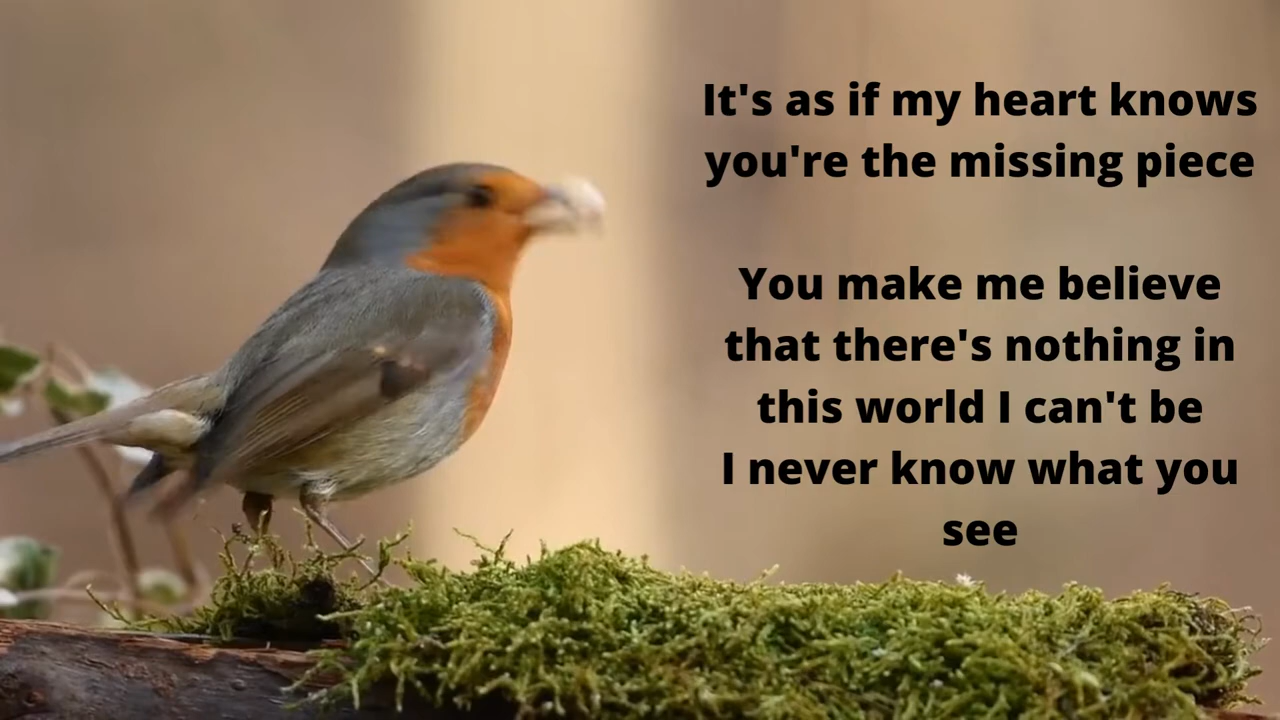 It's as if my heart knows
you're the missing piece
You make me believe
that there's nothing in
this world I can't be
I never know what you
see